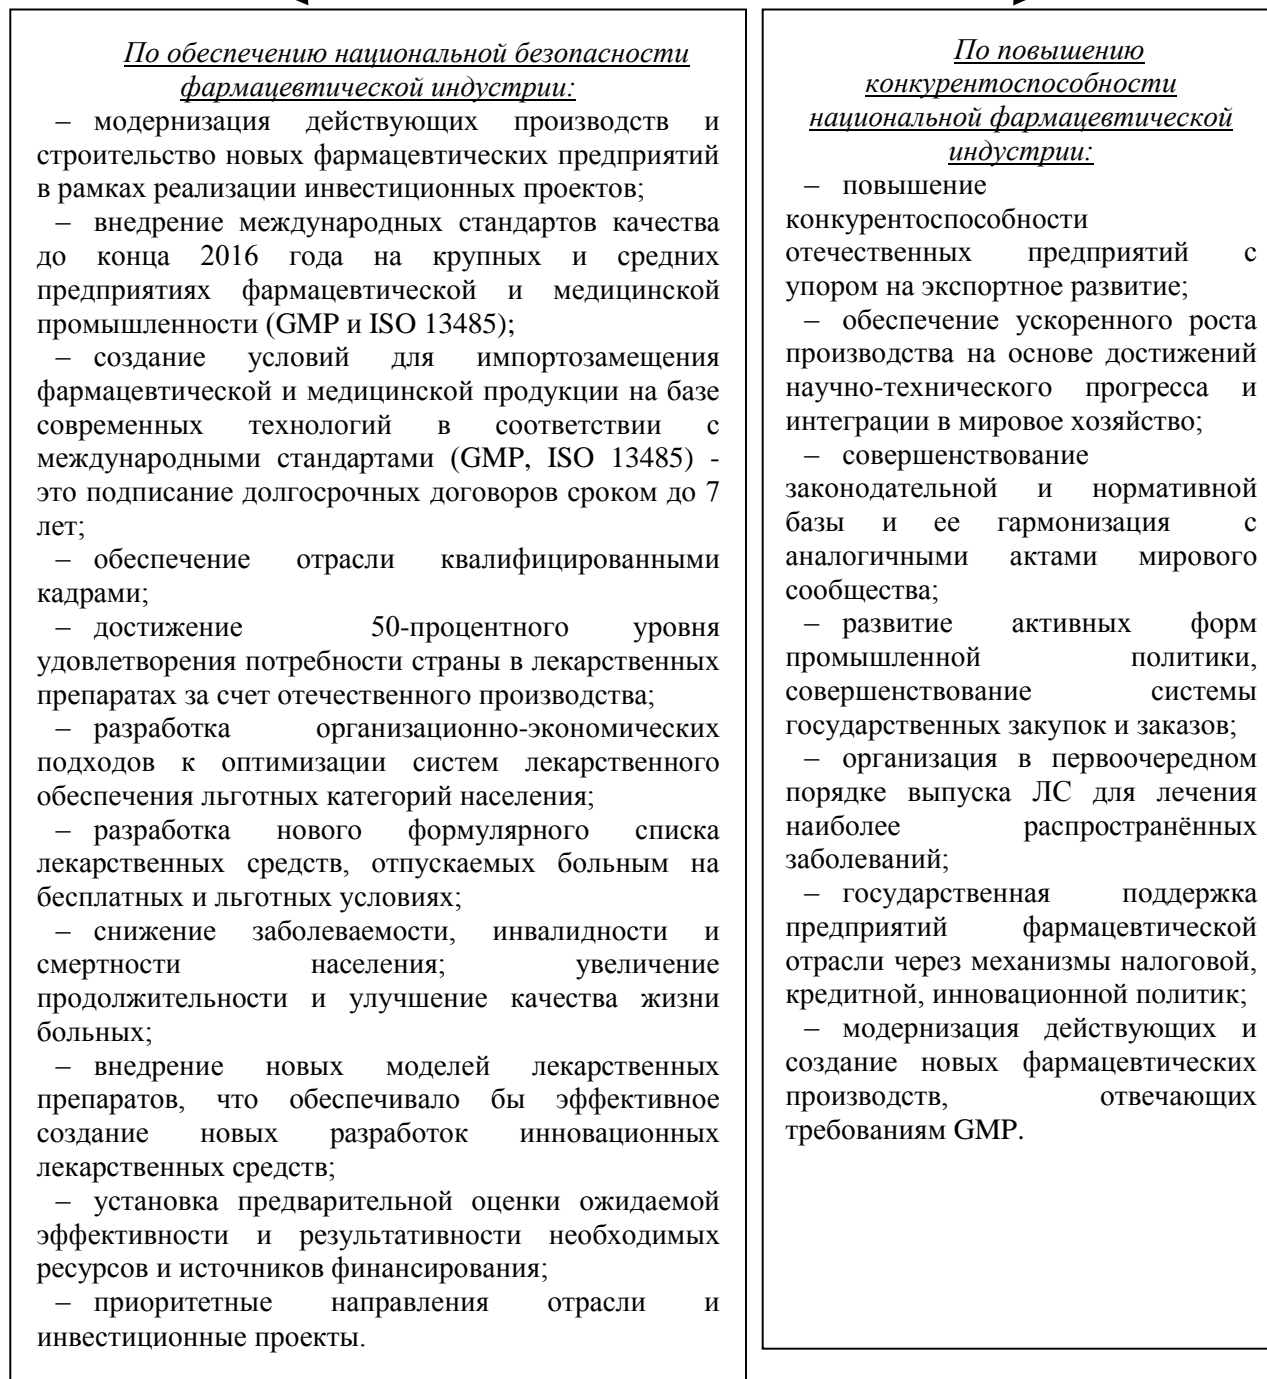 По обеспечению национальной безопасности
фармацевтической индустрии:
– модернизация действующих производств и
строительство новых фармацевтических предприятий
в рамках реализации инвестиционных проектов;
– внедрение международных стандартов качества
до конца 2016 года на крупных и средних
предприятиях фармацевтической и медицинской
промышленности (GMP и ISO 13485);
– создание условий для импортозамещения
фармацевтической и медицинской продукции на базе
современных технологий в соответствии с
международными стандартами (GMP, ISO 13485) -
это подписание долгосрочных договоров сроком до 7
лет;
– обеспечение отрасли квалифицированными
кадрами;
– достижение 50-процентного уровня
удовлетворения потребности страны в лекарственных
препаратах за счет отечественного производства;
– разработка организационно-экономических
подходов к оптимизации систем лекарственного
обеспечения льготных категорий населения;
– разработка нового формулярного списка
лекарственных средств, отпускаемых больным на
бесплатных и льготных условиях;
– снижение заболеваемости, инвалидности и
смертности населения; увеличение
продолжительности и улучшение качества жизни
больных;
– внедрение новых моделей лекарственных
препаратов, что обеспечивало бы эффективное
создание новых разработок инновационных
лекарственных средств;
– установка предварительной оценки ожидаемой
эффективности и результативности необходимых
ресурсов и источников финансирования;
– приоритетные направления отрасли и
инвестиционные проекты.
По повышению
конкурентоспособности
национальной фармацевтической
индустрии:
– повышение
конкурентоспособности
отечественных предприятий с
упором на экспортное развитие;
– обеспечение ускоренного роста
производства на основе достижений
научно-технического прогресса и
интеграции в мировое хозяйство;
– совершенствование
законодательной и нормативной
базы и ее гармонизация с
аналогичными актами мирового
сообщества;
– развитие активных форм
промышленной политики,
совершенствование системы
государственных закупок и заказов;
– организация в первоочередном
порядке выпуска ЛС для лечения
наиболее распространённых
заболеваний;
– государственная поддержка
предприятий фармацевтической
отрасли через механизмы налоговой,
кредитной, инновационной политик;
– модернизация действующих и
создание новых фармацевтических
производств, отвечающих
требованиям GMP.